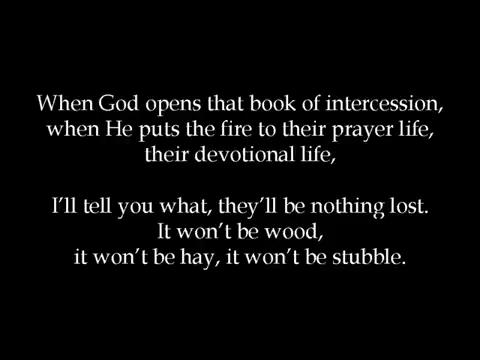 When God opens that book of intercession,
when He puts the fire to their prayer life,
their devotional life,
I'll tell you what, they'll be nothing lost.
It won't be wood,
it won't be hay, it won't be stubble.